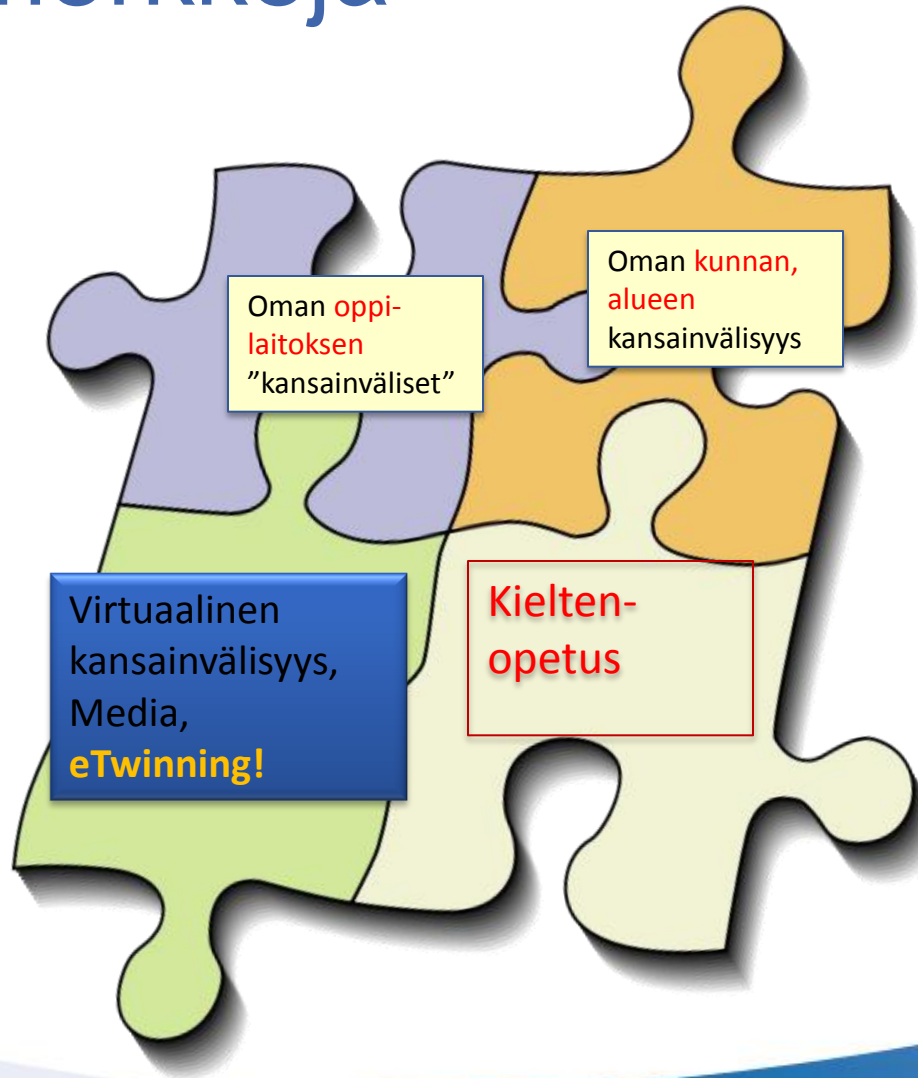 Oman oppi-
laitoksen
”kansainväliset”
Oman kunnan,
alueen
kansainvälisyys
Virtuaalinen
kansainvälisyys,
Media,
eTwinning!
Kielten-
opetus